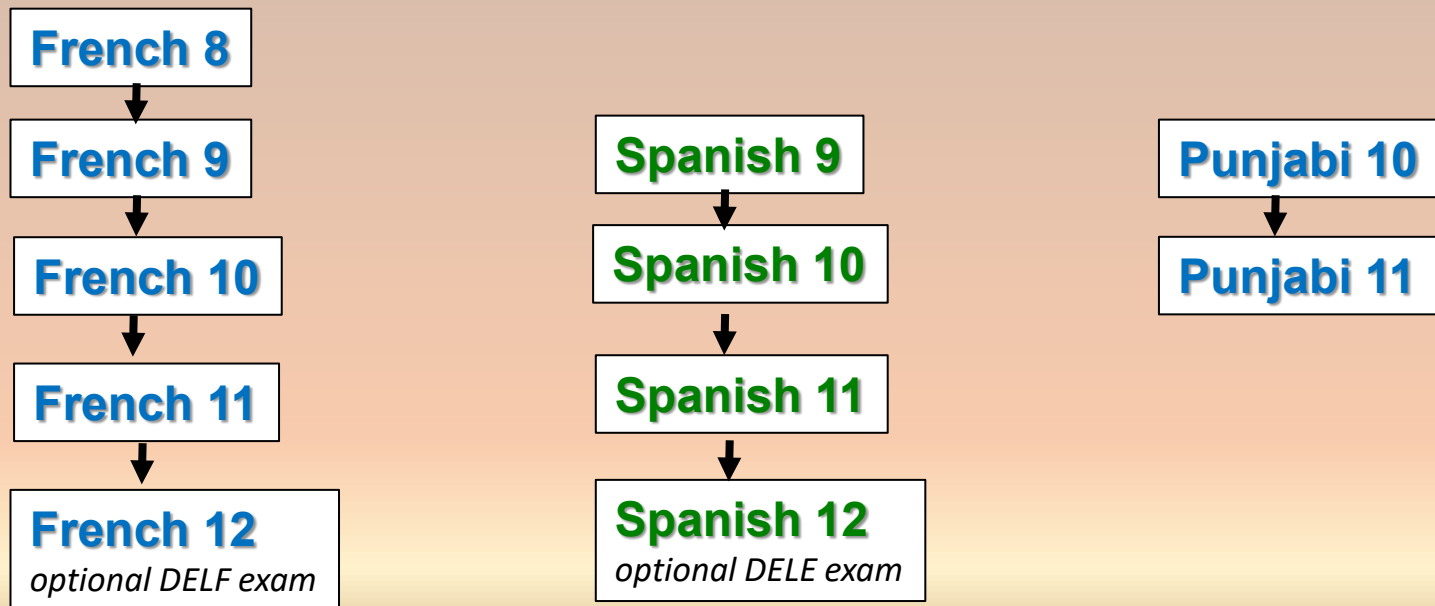 French 8
French 9
French 10
French 11
French 12
optional DELF exam
Spanish 9
Spanish 10
Spanish 11
Spanish 12
optional DELE exam
Punjabi 10
Punjabi 11